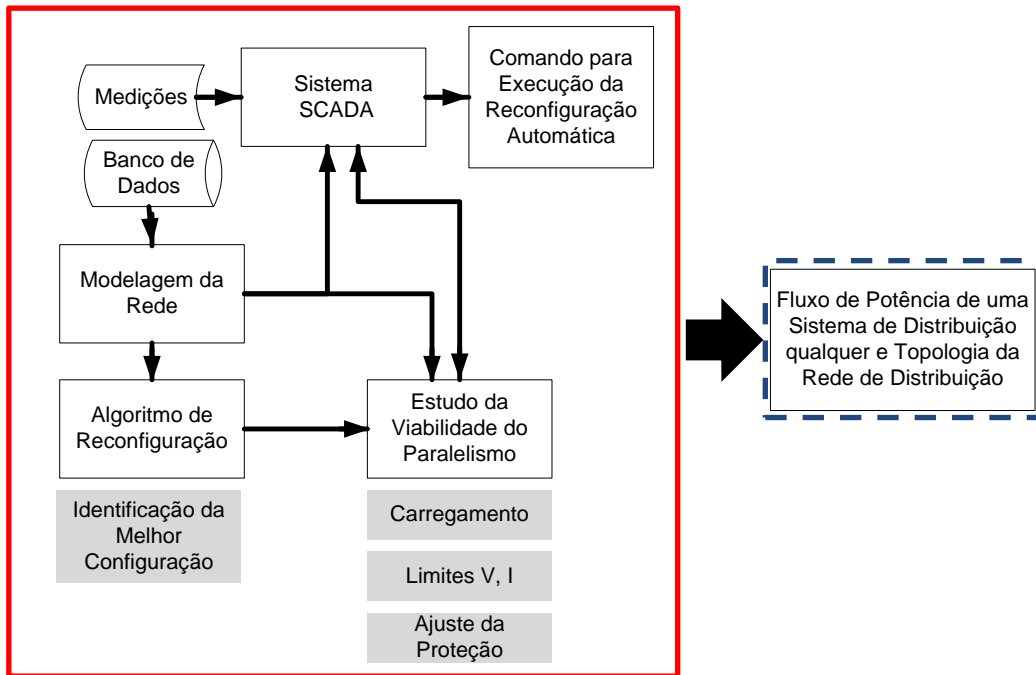 Medições
Sistema
SCADA
Comando para
Execução da
Reconfiguração
Automática
Banco de
Dados
Modelagem da
Rede
Algoritmo de
Reconfiguração
Estudo da
Viabilidade do
Paralelismo
Identificação da
Melhor
Configuração
Carregamento
Limites V, I
Ajuste da
Proteção
Fluxo de Potência de uma
Sistema de Distribuição
qualquer e Topologia da
Rede de Distribuição